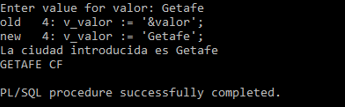 Enter value for valor: Getafe
old   4: v_valor := '&valor';
new   4: v_valor := 'Getafe';
La ciudad introducida es Getafe
GETAFE CF
PL/SQL procedure successfully completed.